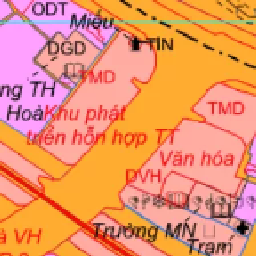 ODT
Miếu
DGD
TÍN
TMD
ng TH
Hoà
Khu phát
triển hỗn hợp TT
TMD
Văn hóa
DVH
Trường MN
à VH
Trạm